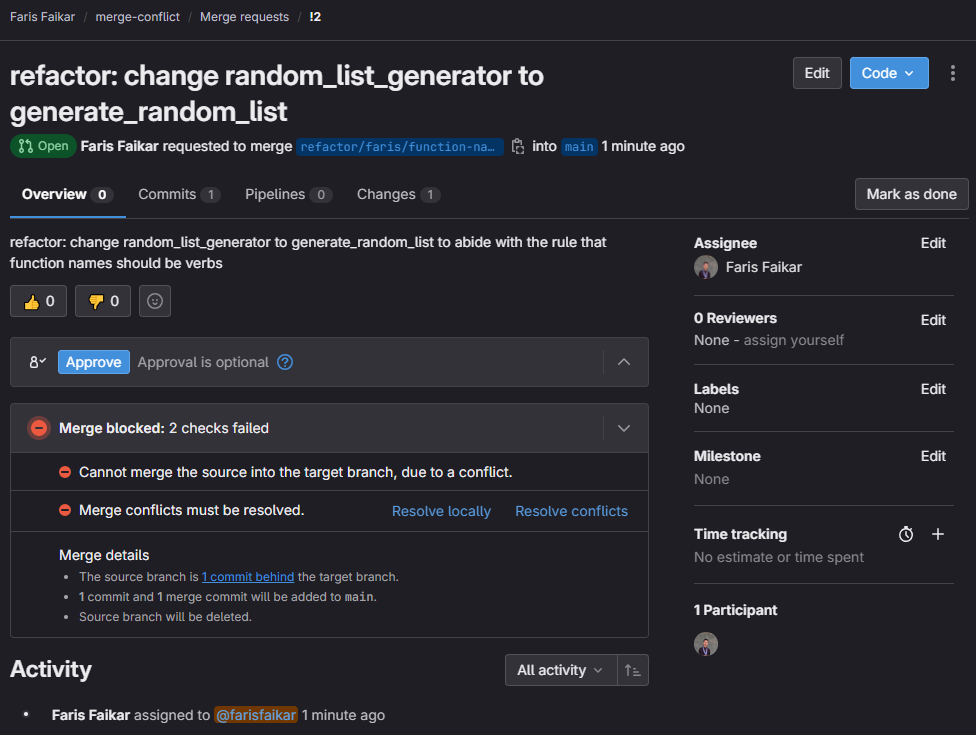 Faris Faikar / merge-conflict / Merge requests / !2
refactor: change random_list_generator to
generate_random_list
Edit
Code
Open Faris Faikar requested to merge refactor/faris/function-na… into main 1 minute ago
Overview 0 Commits 1 Pipelines 0 Changes 1
Mark as done
refactor: change random_list_generator to generate_random_list to abide with the rule that
function names should be verbs
👍 0 👎 0
Approve Approval is optional
Merge blocked: 2 checks failed
Cannot merge the source into the target branch, due to a conflict.
Merge conflicts must be resolved. Resolve locally Resolve conflicts
Merge details
• The source branch is 1 commit behind the target branch.
• 1 commit and 1 merge commit will be added to main.
• Source branch will be deleted.
Activity
All activity
Faris Faikar assigned to @farisfaikar 1 minute ago
Assignee Edit
Faris Faikar
0 Reviewers Edit
None - assign yourself
Labels Edit
None
Milestone Edit
None
Time tracking
No estimate or time spent
1 Participant